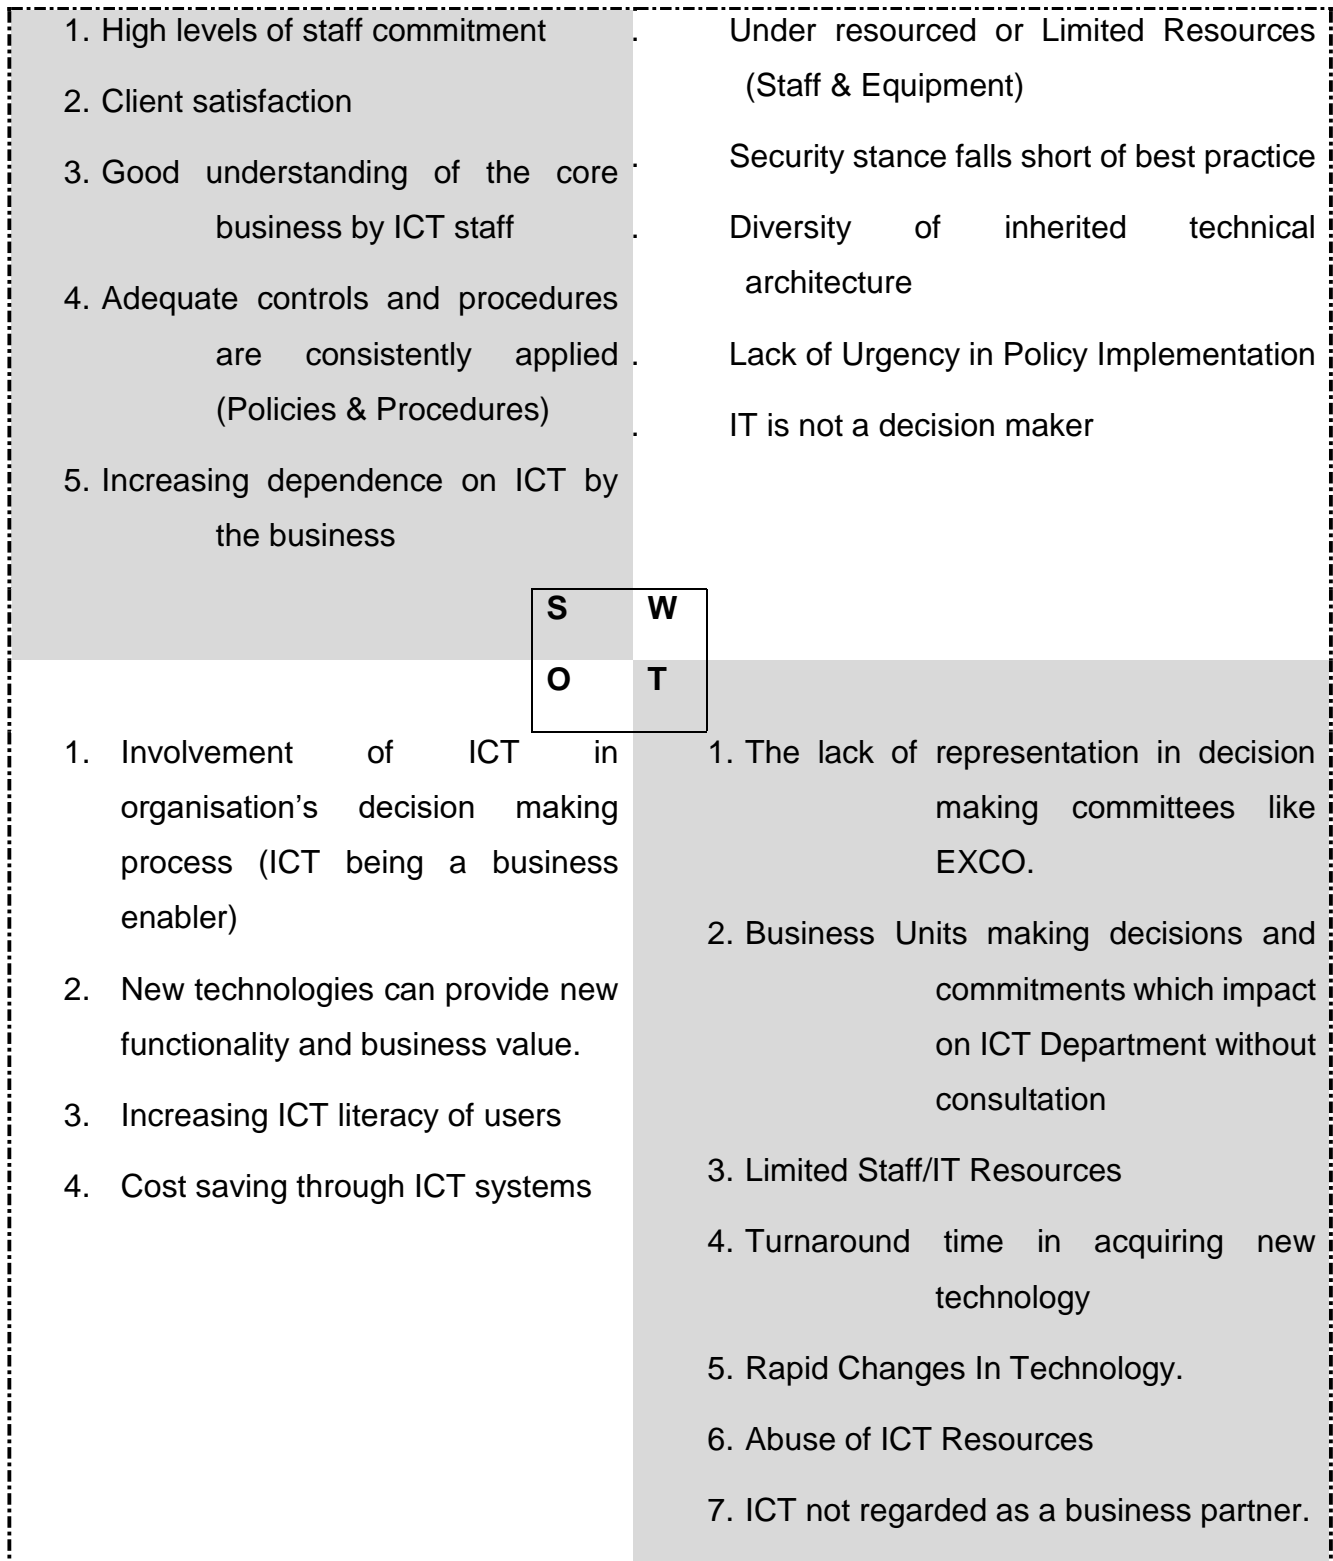 1. High levels of staff commitment
2. Client satisfaction
3. Good understanding of the core
business by ICT staff
4. Adequate controls and procedures
are consistently applied
(Policies & Procedures)
5. Increasing dependence on ICT by
the business
. Under resourced or Limited Resources
(Staff & Equipment)
. Security stance falls short of best practice
. Diversity of inherited technical
architecture
. Lack of Urgency in Policy Implementation
. IT is not a decision maker
S W
O T
1. Involvement of ICT in
organisation’s decision making
process (ICT being a business
enabler)
2. New technologies can provide new
functionality and business value.
3. Increasing ICT literacy of users
4. Cost saving through ICT systems
1. The lack of representation in decision
making committees like
EXCO.
2. Business Units making decisions and
commitments which impact
on ICT Department without
consultation
3. Limited Staff/IT Resources
4. Turnaround time in acquiring new
technology
5. Rapid Changes In Technology.
6. Abuse of ICT Resources
7. ICT not regarded as a business partner.